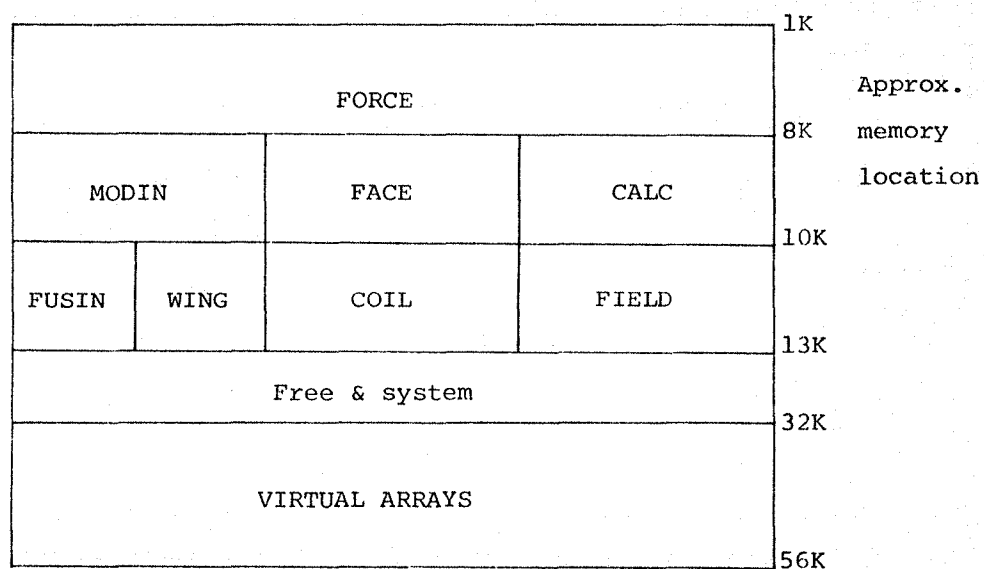 1K
FORCE
Approx.
8K
memory
location
MODIN FACE CALC
10K
FUSIN WING COIL FIELD
13K
Free & system
32K
VIRTUAL ARRAYS
56K